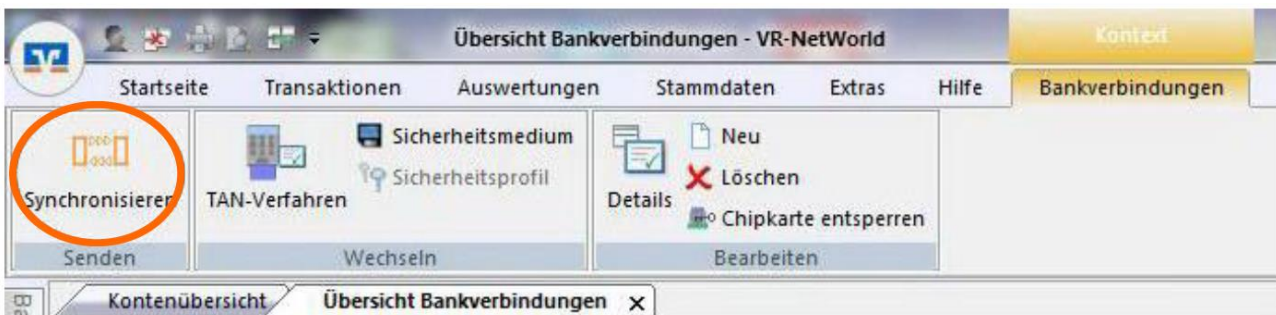 Übersicht Bankverbindungen - VR-NetWorld
Kontext
Startseite Transaktionen Auswertungen Stammdaten Extras Hilfe Bankverbindungen
Synchronisieren
TAN-Verfahren
Sicherheitsmedium
Sicherheitsprofil
Details
Neu
Löschen
Chipkarte entsperren
Senden Wechseln Bearbeiten
Kontenübersicht Übersicht Bankverbindungen x